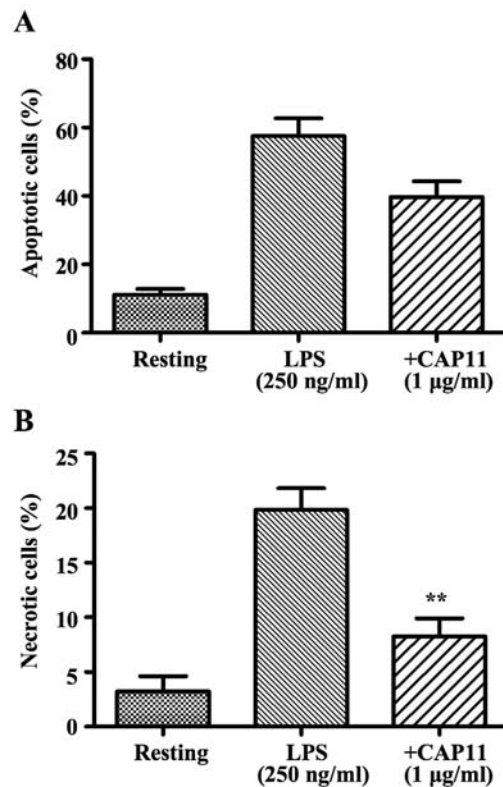 A
Apoptotic cells (%)
80
60
40
20
0
Resting
LPS
(250 ng/ml)
+CAP11
(1 μg/ml)
B
Necrotic cells (%)
25
20
15
10
5
0
**
Resting
LPS
(250 ng/ml)
+CAP11
(1 μg/ml)